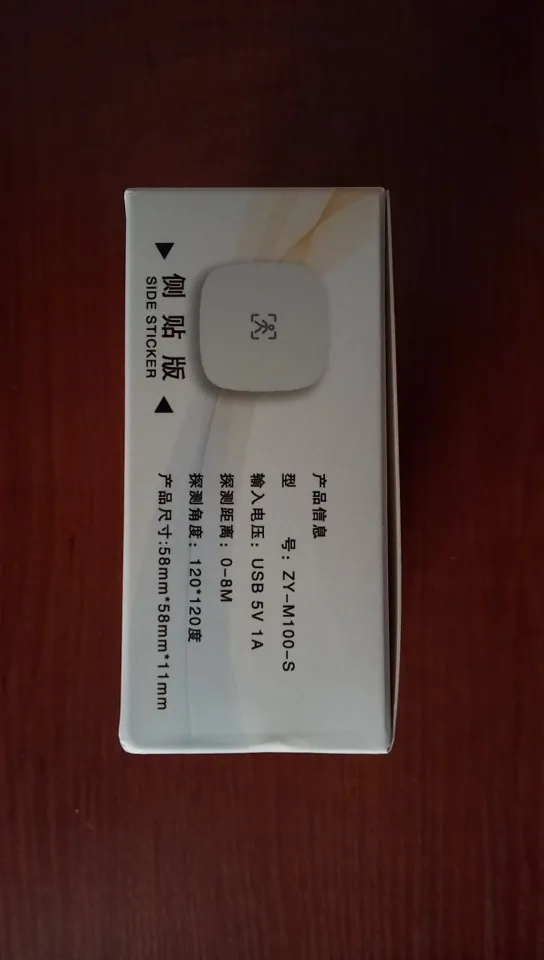 侧贴版
SIDE STICKER
产品信息
型 号：ZY-M100-S
输入电压：USB 5V 1A
探测距离：0-8M
探测角度：120*120度
产品尺寸:58mm*58mm*11mm